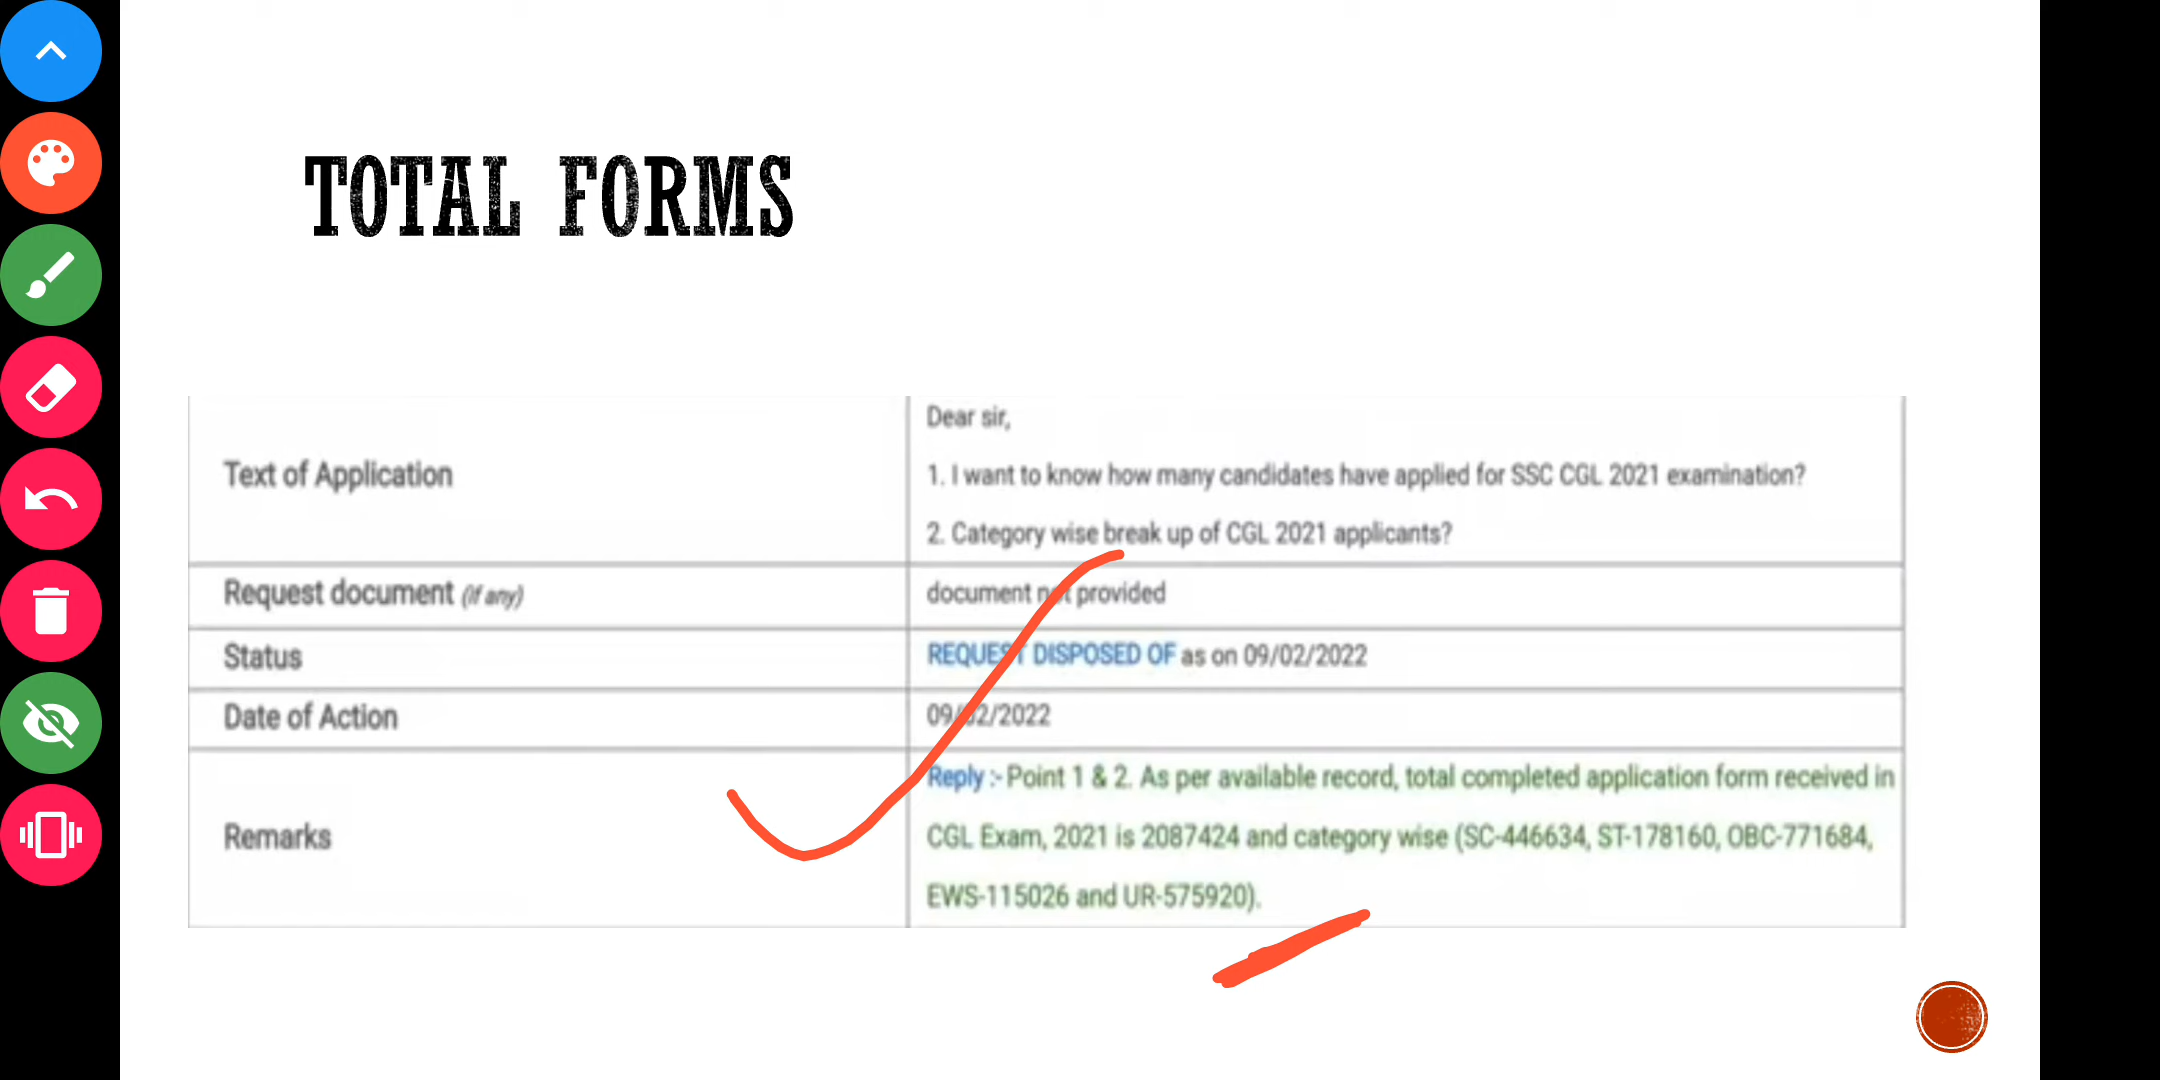 TOTAL FORMS
Text of Application
Dear sir,
1. I want to know how many candidates have applied for SSC CGL 2021 examination?
2. Category wise break up of CGL 2021 applicants?
Request document (if any)
document not provided
Status
REQUEST DISPOSED OF as on 09/02/2022
Date of Action
09/02/2022
Remarks
Reply :- Point 1 & 2. As per available record, total completed application form received in
CGL Exam, 2021 is 2087424 and category wise (SC-446634, ST-178160, OBC-771684,
EWS-115026 and UR-575920).